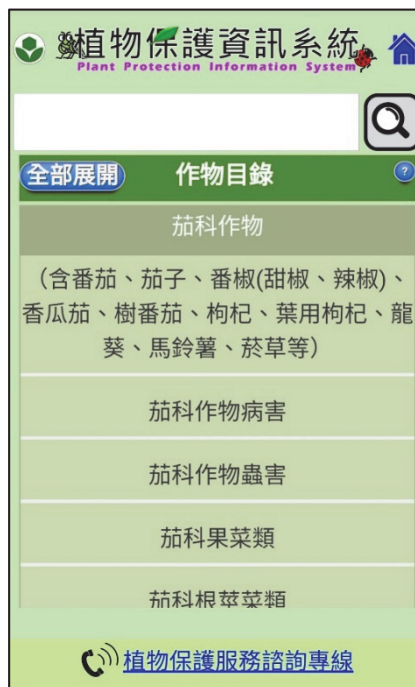 植物保護資訊系統
Plant Protection Information System
全部展開
作物目錄
?
茄科作物
（含番茄、茄子、番椒(甜椒、辣椒)、
香瓜茄、樹番茄、枸杞、葉用枸杞、龍
葵、馬鈴薯、菸草等）
茄科作物病害
茄科作物蟲害
茄科果菜類
茄科根莖菜類
植物保護服務諮詢專線